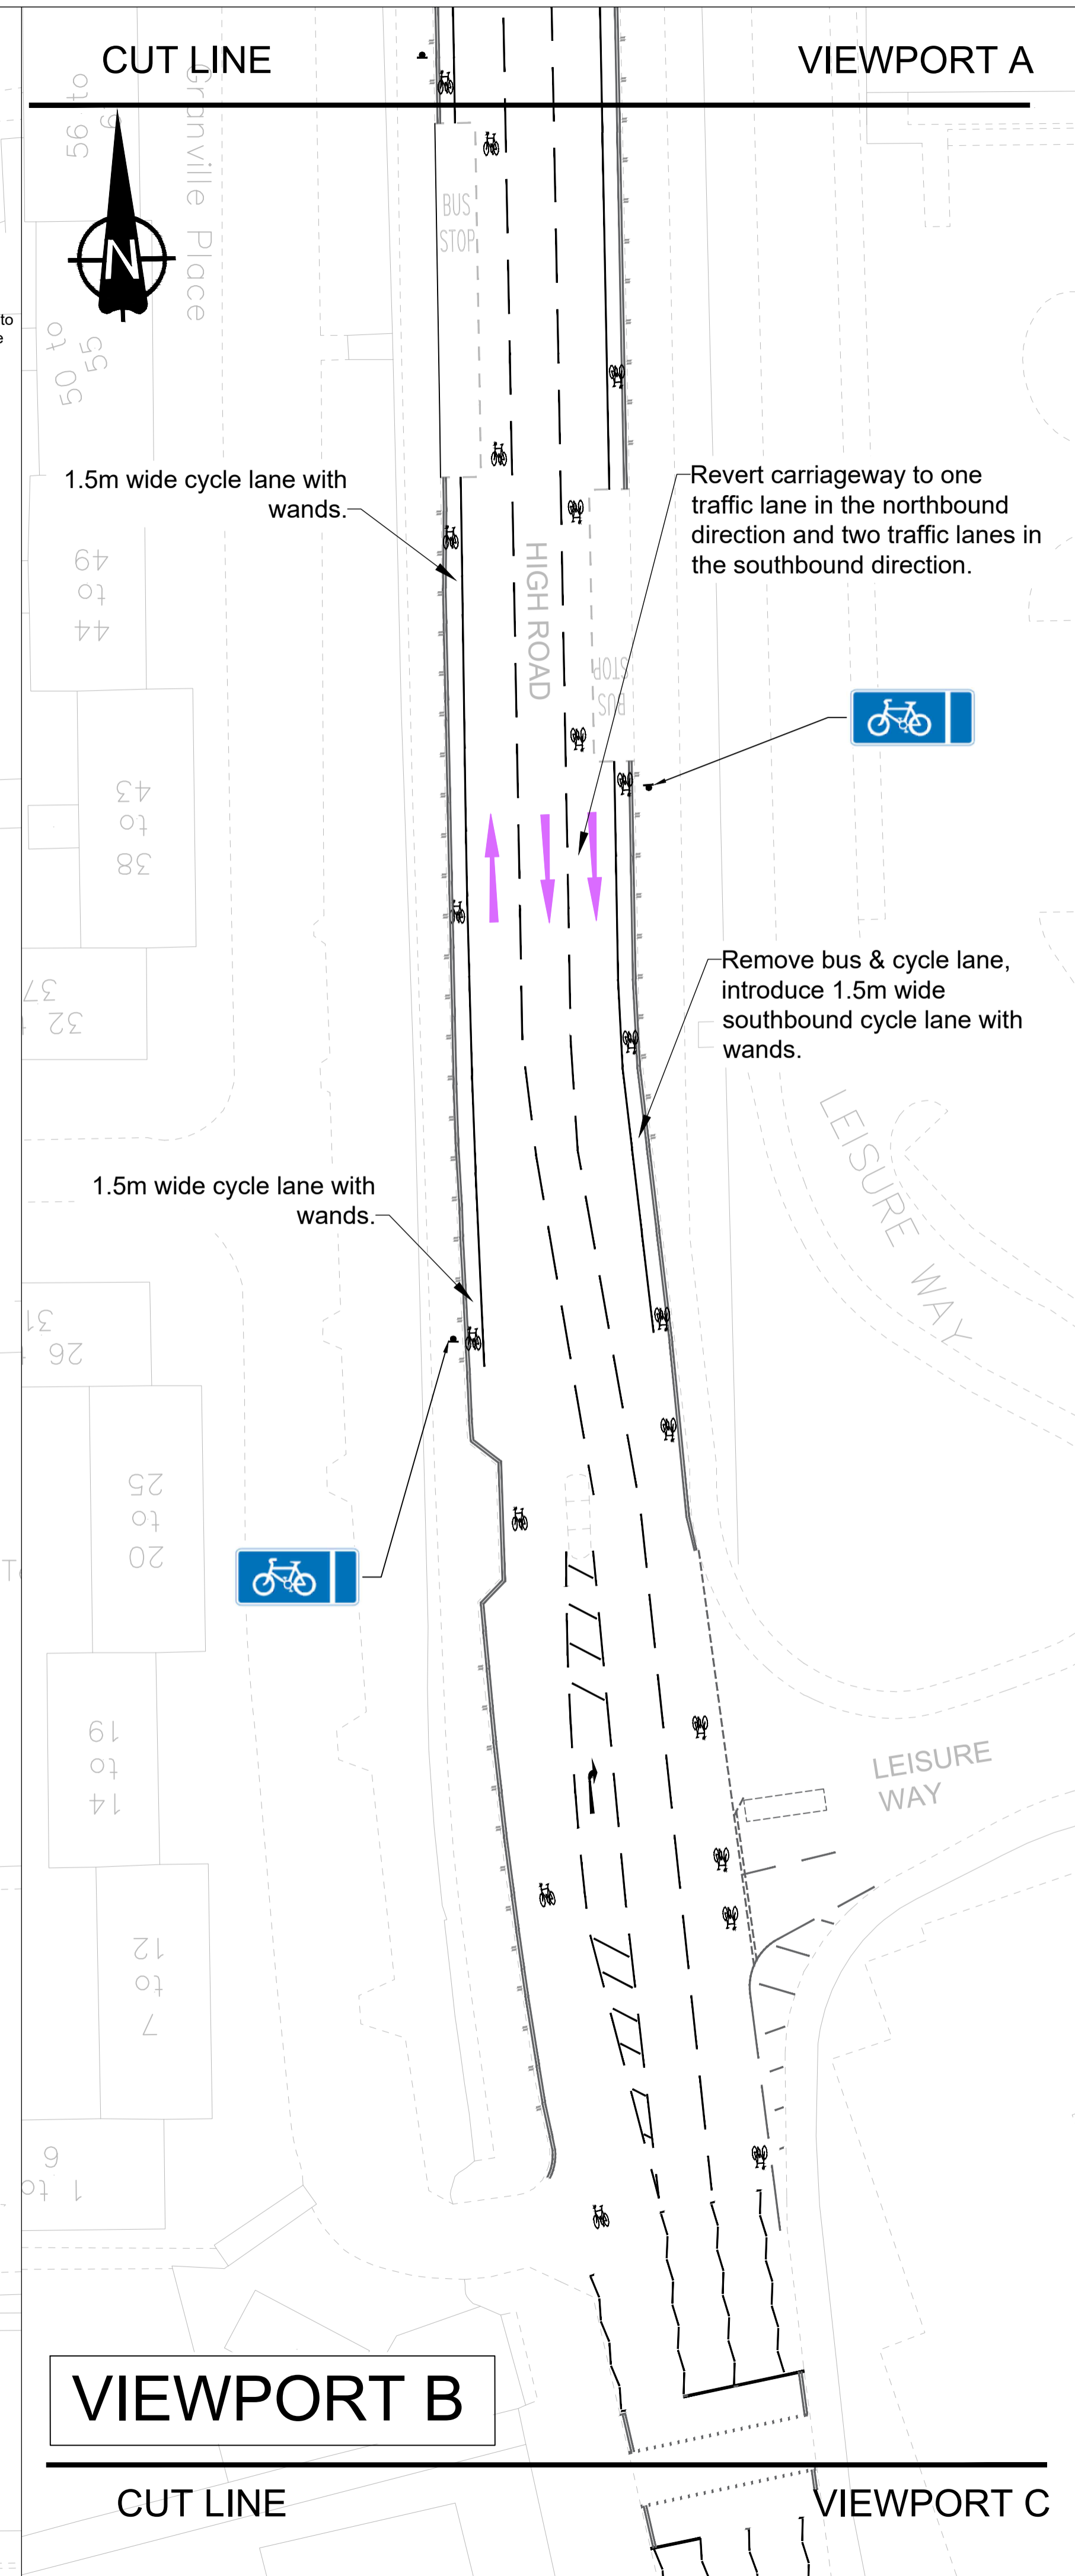 CUT LINE
VIEWPORT A
56 to
6
Granville Place
N
BUS
STOP
to
e
50 to
55
1.5m wide cycle lane with
wands.
Revert carriageway to one
traffic lane in the northbound
direction and two traffic lanes in
the southbound direction.
HIGH ROAD
44
to
49
BUS
STOP
38
to
43
Remove bus & cycle lane,
introduce 1.5m wide
southbound cycle lane with
wands.
32
37
LEISURE WAY
1.5m wide cycle lane with
wands.
26
31
20
to
25
14
to
19
LEISURE
WAY
7
to
12
1 to
6
VIEWPORT B
CUT LINE
VIEWPORT C